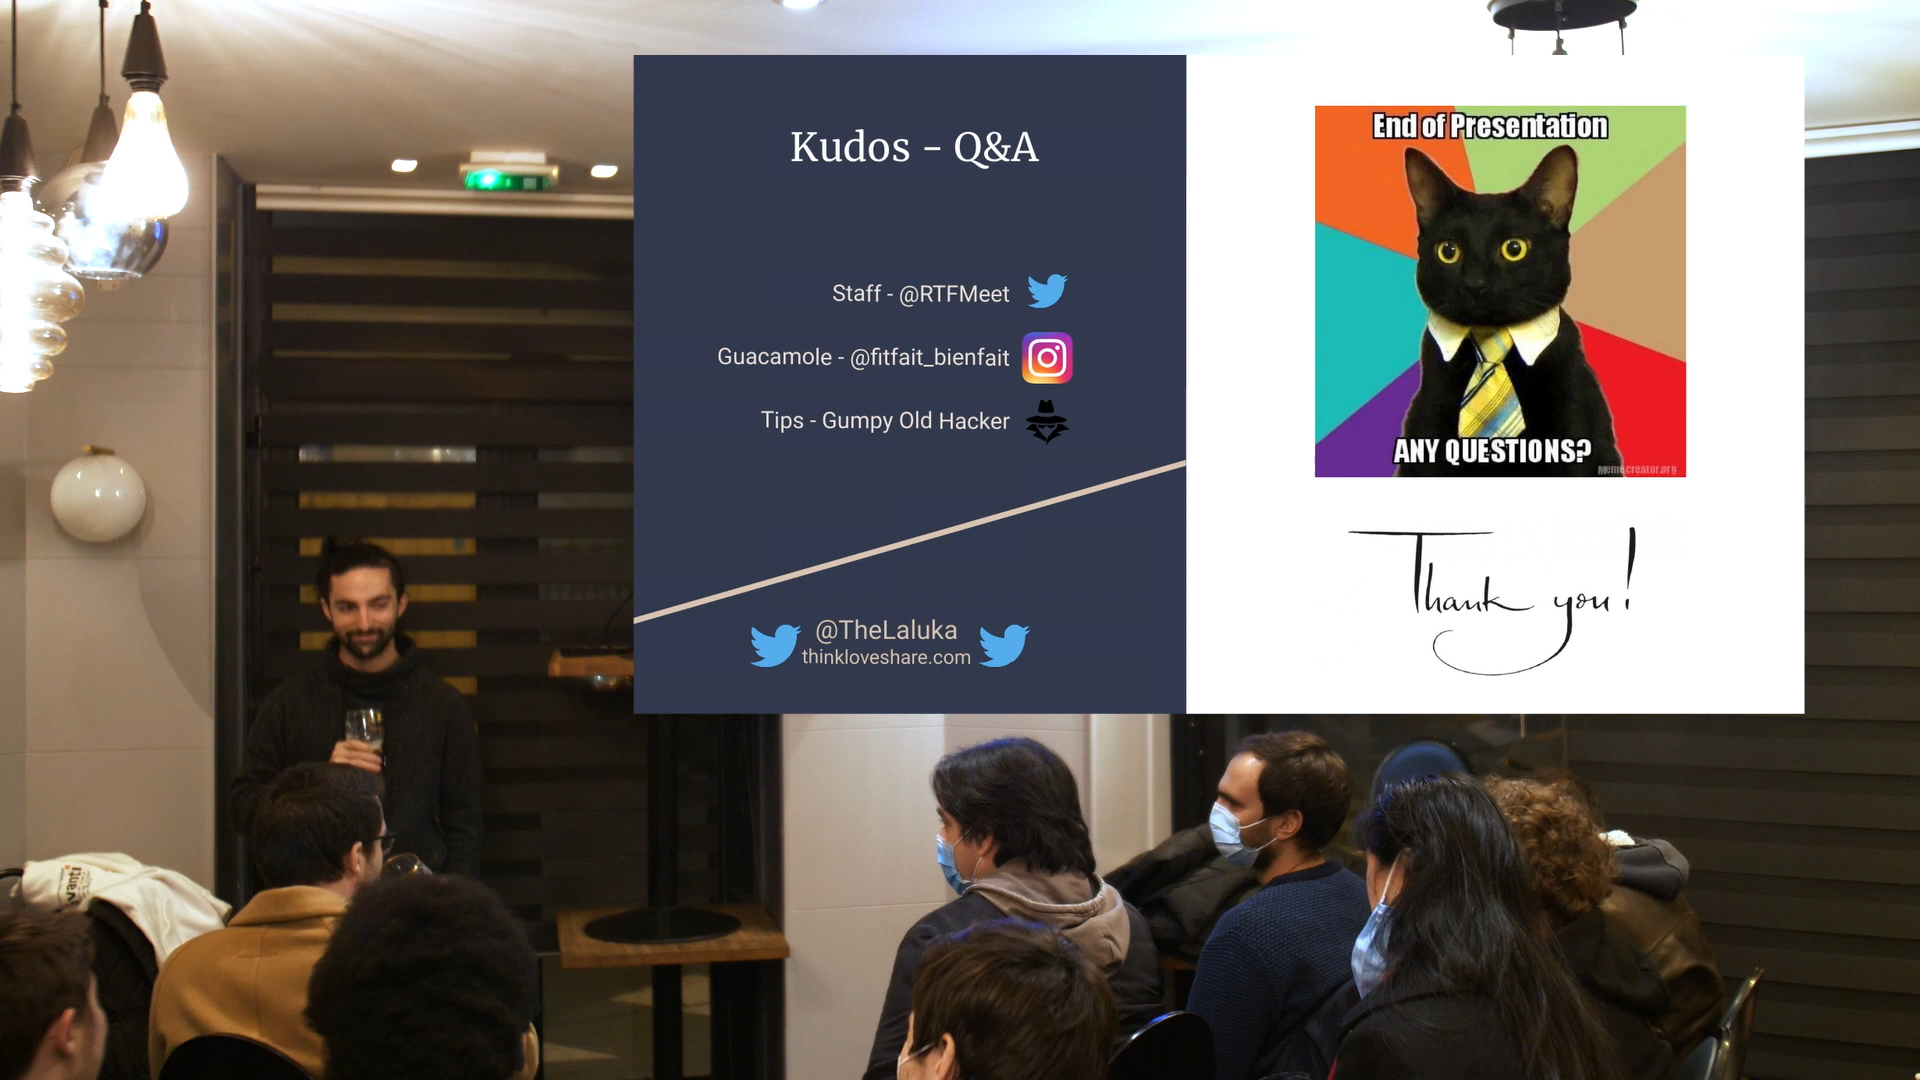 Kudos - Q&A
Staff - @RTFMeet
Guacamole - @fitfait_bienfait
Tips - Gumpy Old Hacker
@TheLaluka
thinkloveshare.com
End of Presentation
ANY QUESTIONS?
Memecreator.org
Thank you!